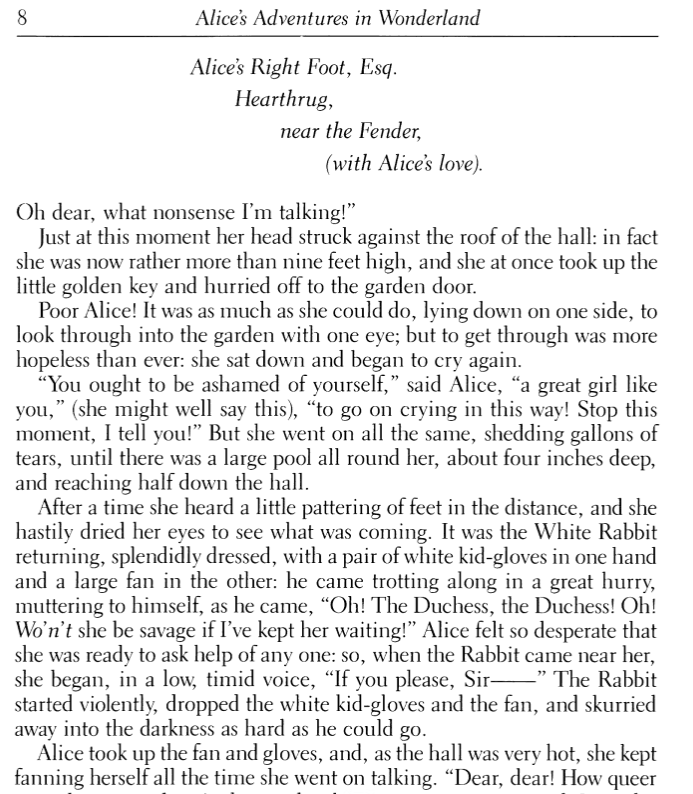 8 Alice's Adventures in Wonderland
Alice's Right Foot, Esq.
Hearthrug,
near the Fender,
(with Alice's love).
Oh dear, what nonsense I'm talking!”
Just at this moment her head struck against the roof of the hall: in fact
she was now rather more than nine feet high, and she at once took up the
little golden key and hurried off to the garden door.
Poor Alice! It was as much as she could do, lying down on one side, to
look through into the garden with one eye; but to get through was more
hopeless than ever: she sat down and began to cry again.
“You ought to be ashamed of yourself,” said Alice, “a great girl like
you,” (she might well say this), “to go on crying in this way! Stop this
moment, I tell you!” But she went on all the same, shedding gallons of
tears, until there was a large pool all round her, about four inches deep,
and reaching half down the hall.
After a time she heard a little pattering of feet in the distance, and she
hastily dried her eyes to see what was coming. It was the White Rabbit
returning, splendidly dressed, with a pair of white kid-gloves in one hand
and a large fan in the other: he came trotting along in a great hurry,
muttering to himself, as he came, “Oh! The Duchess, the Duchess! Oh!
Wo'n't she be savage if I've kept her waiting!” Alice felt so desperate that
she was ready to ask help of any one: so, when the Rabbit came near her,
she began, in a low, timid voice, “If you please, Sir——” The Rabbit
started violently, dropped the white kid-gloves and the fan, and skurried
away into the darkness as hard as he could go.
Alice took up the fan and gloves, and, as the hall was very hot, she kept
fanning herself all the time she went on talking. “Dear, dear! How queer